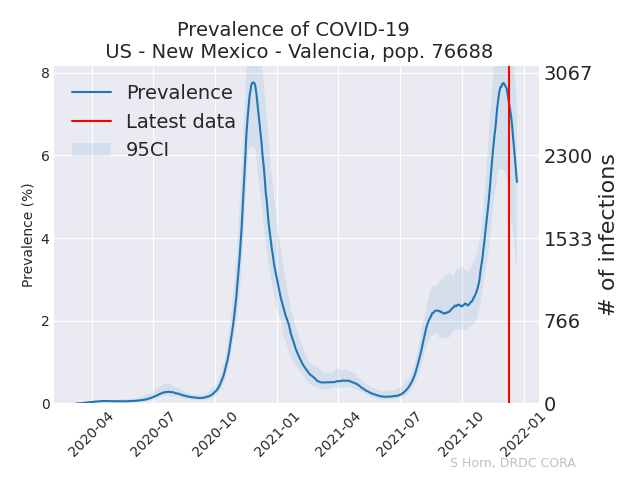 Prevalence of COVID-19
US - New Mexico - Valencia, pop. 76688
Prevalence
Latest data
95CI
Prevalence (%)
8
6
4
2
0
3067
2300
1533
766
0
# of infections
2020-04
2020-07
2020-10
2021-01
2021-04
2021-07
2021-10
2022-01
S Horn, DRDC CORA